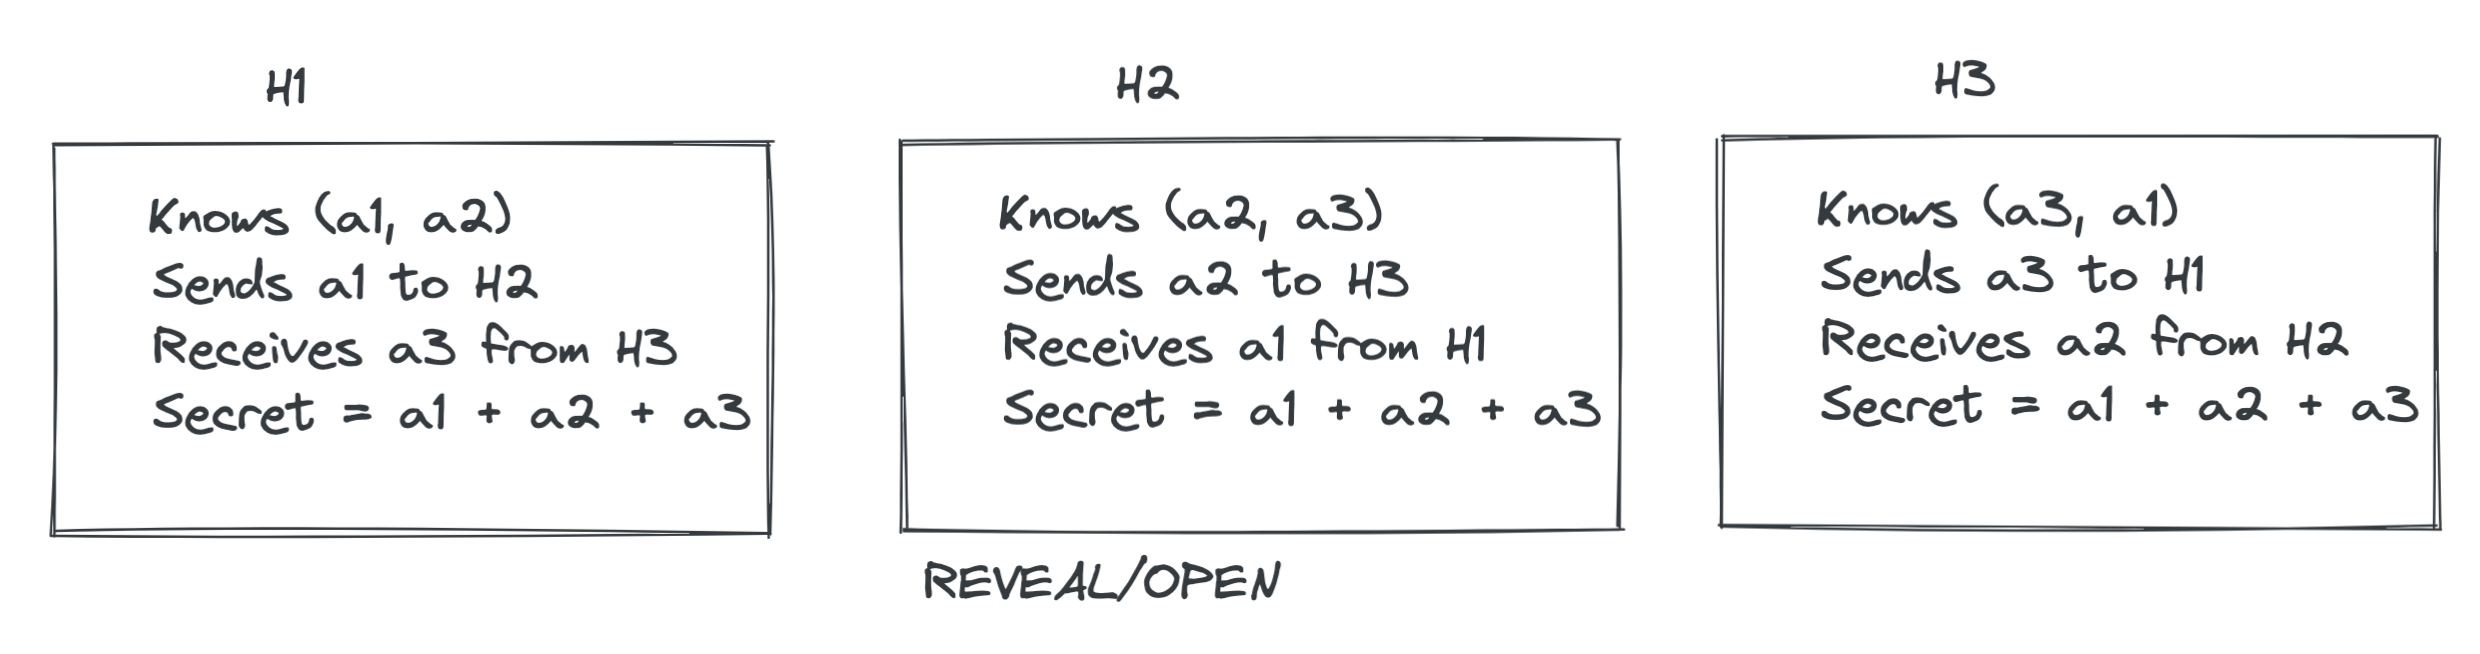 H1
Knows (a1, a2)
Sends a1 to H2
Receives a3 from H3
Secret = a1 + a2 + a3
H2
Knows (a2, a3)
Sends a2 to H3
Receives a1 from H1
Secret = a1 + a2 + a3
H3
Knows (a3, a1)
Sends a3 to H1
Receives a2 from H2
Secret = a1 + a2 + a3
REVEAL/OPEN